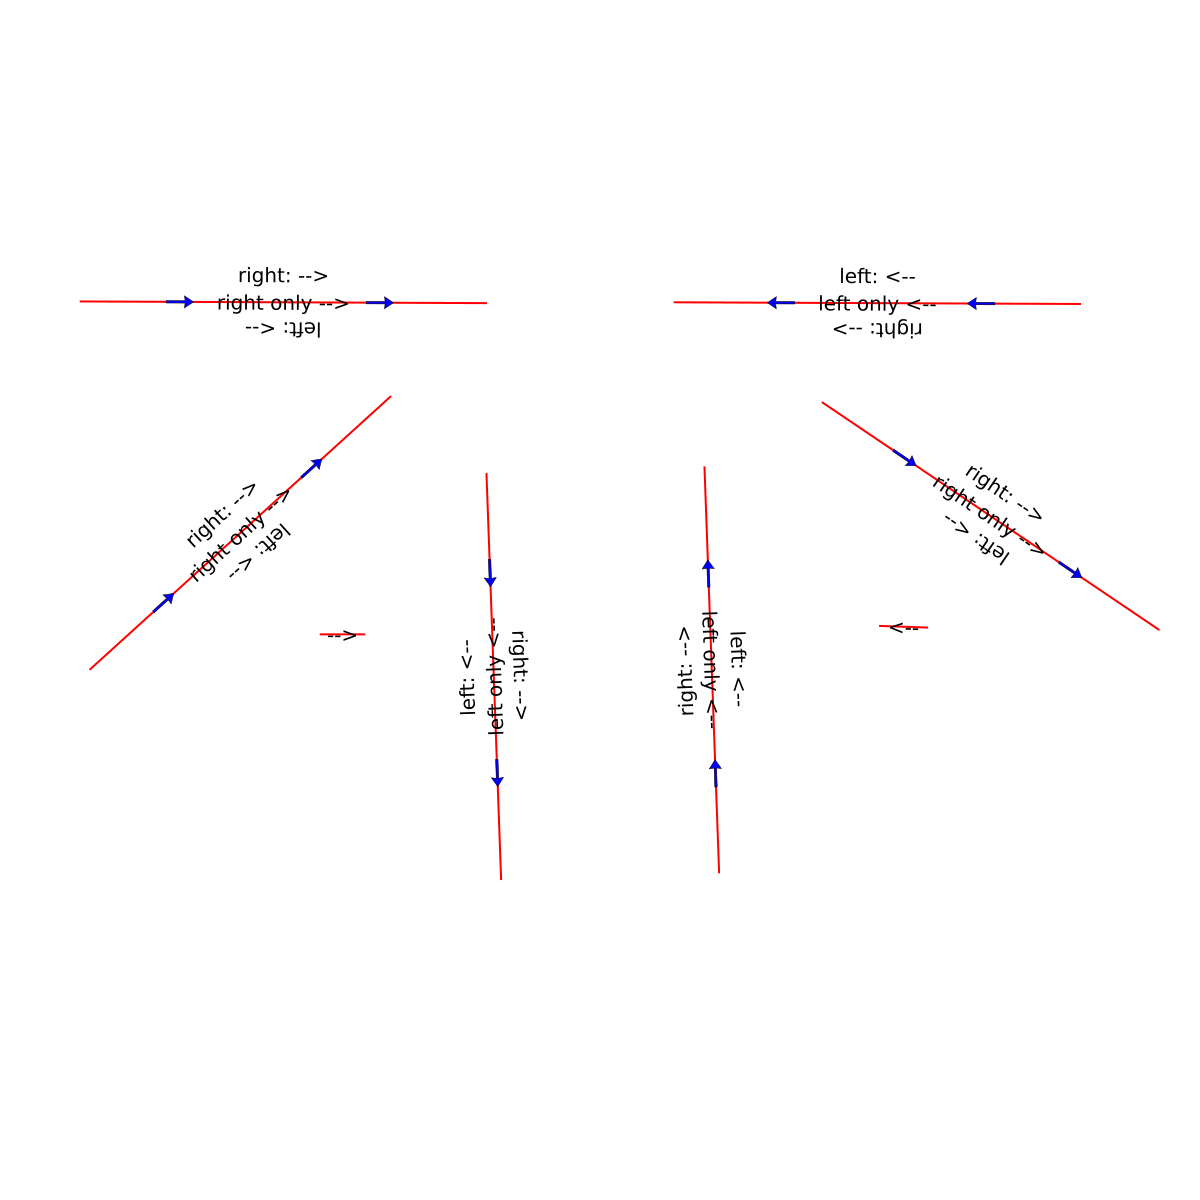 right: -->
right only -->
left: <--
left: <--
left only <--
right: -->
right: -->
right only -->
left: <--
right: -->
right only -->
left: <--
-->
left: <--
left only <--
right: -->
right: -->
left only <--
left: <--
<--